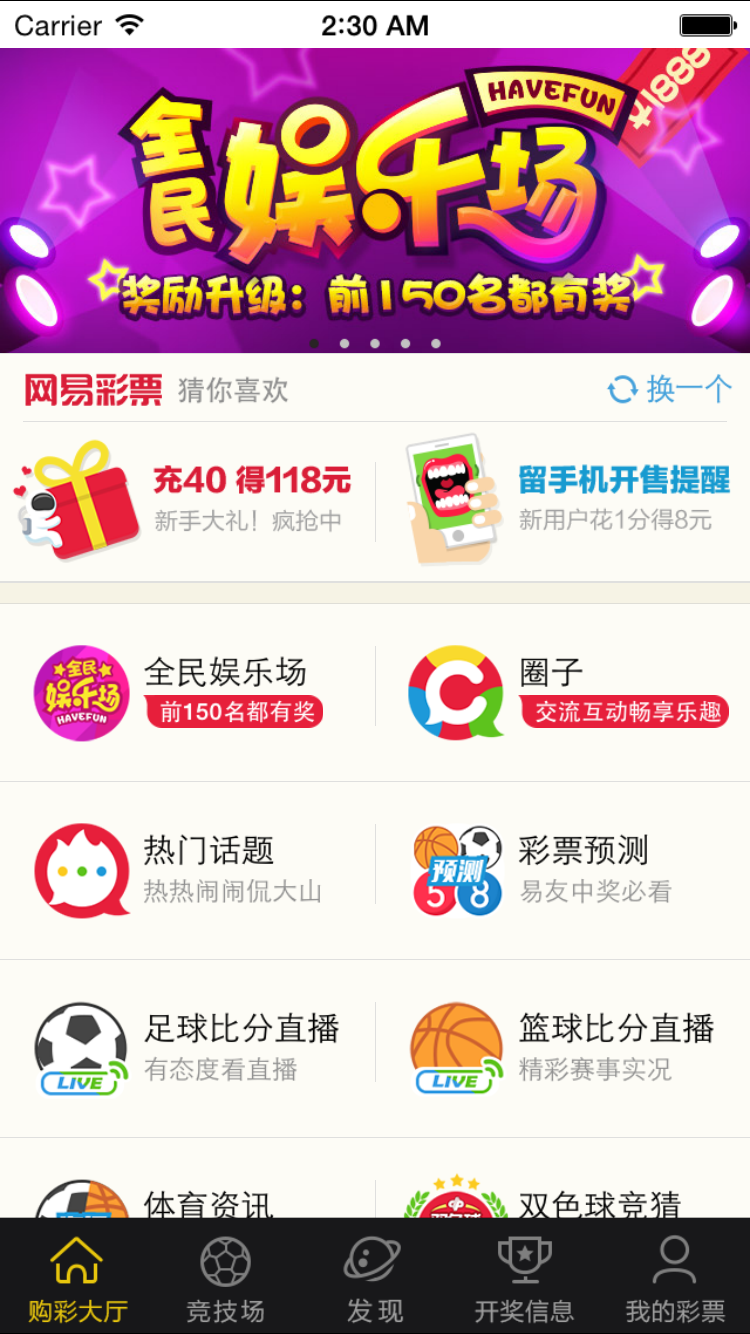 Carrier 2:30 AM
HAVEFUN
¥1888
全民娱乐场
奖励升级：前150名都有奖
网易彩票 猜你喜欢 换一个
充40 得118元
新手大礼！疯抢中
留手机开售提醒
新用户花1分得8元
全民
娱乐场
HAVEFUN
全民娱乐场
前150名都有奖
圈子
交流互动畅享乐趣
热门话题
热热闹闹侃大山
预测
5 8
彩票预测
易友中奖必看
LIVE
足球比分直播
有态度看直播
LIVE
篮球比分直播
精彩赛事实况
体育资讯
双色球
双色球竞猜
购彩大厅 竞技场 发现 开奖信息 我的彩票